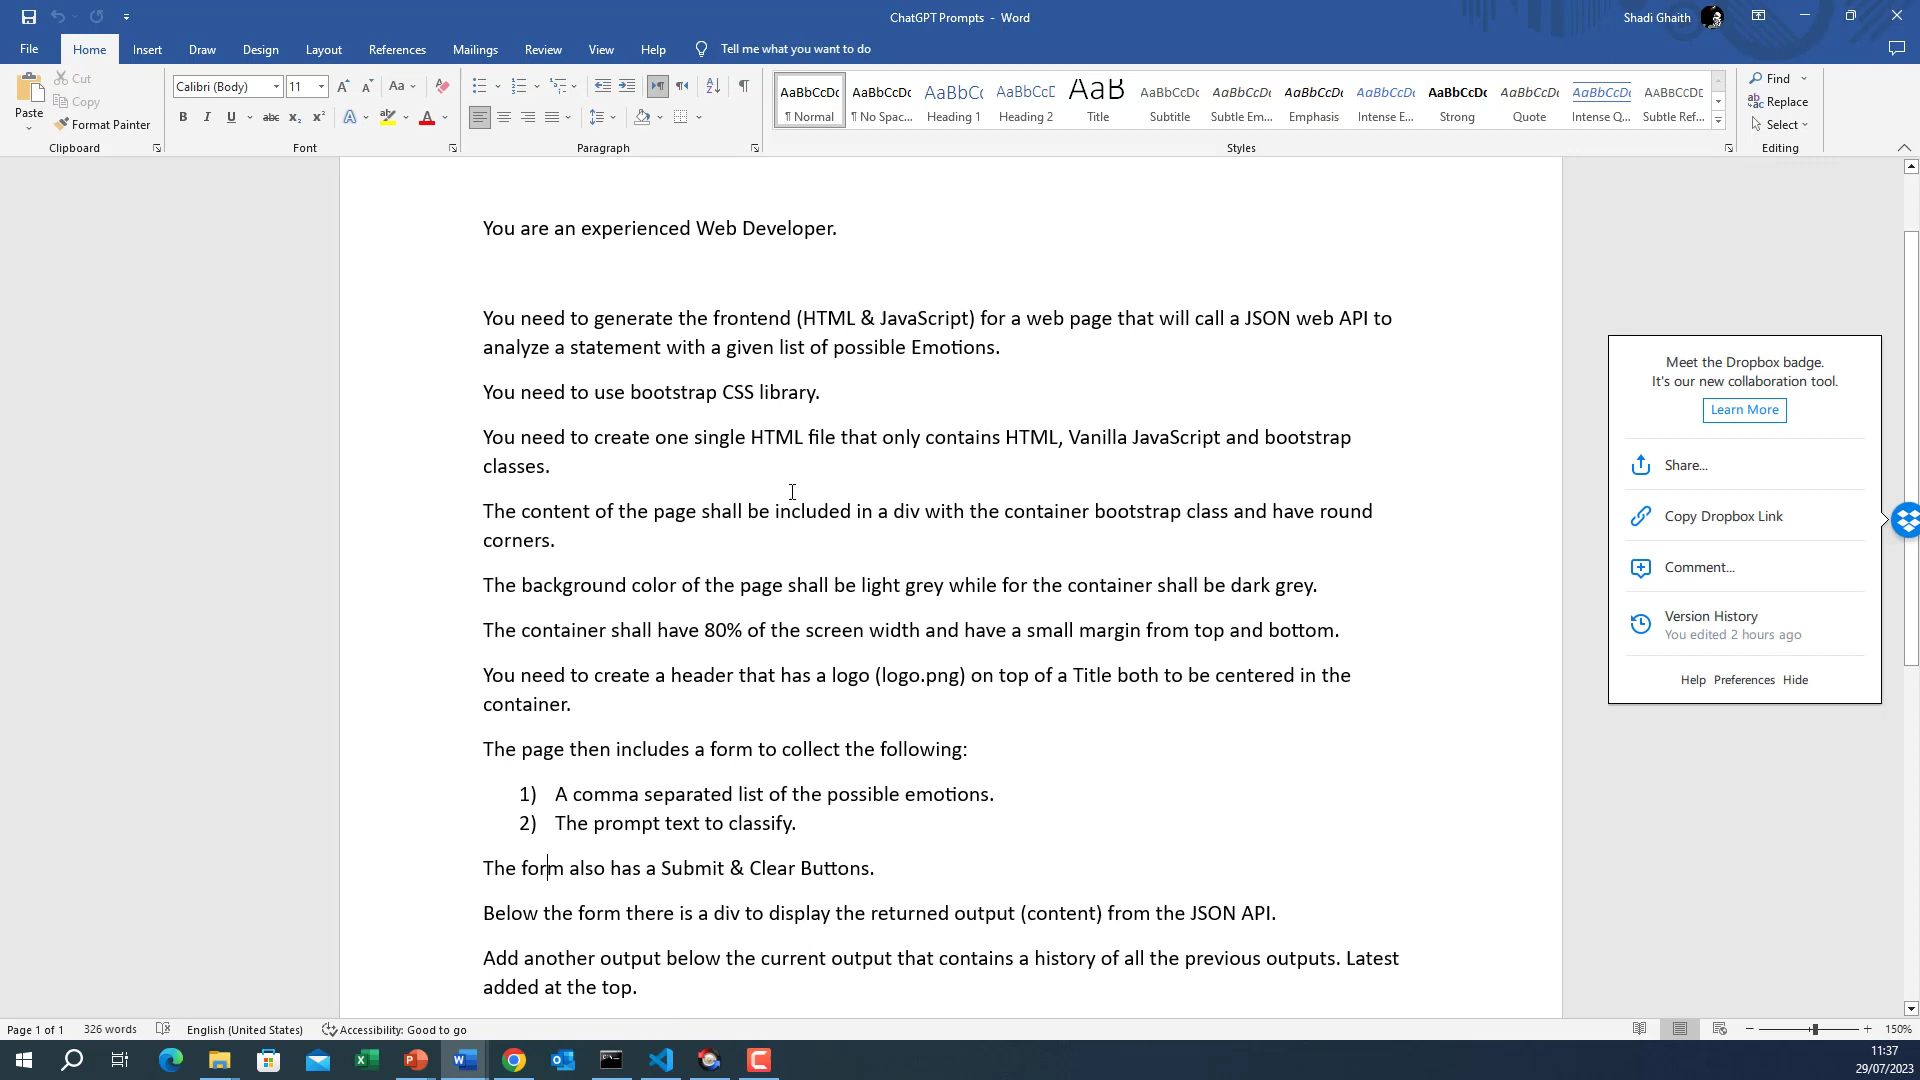 ChatGPT Prompts - Word
Shadi Ghaith
File Home Insert Draw Design Layout References Mailings Review View Help Tell me what you want to do
Paste
Cut
Copy
Format Painter
Clipboard
Calibri (Body) 11
Font
Paragraph
AaBbCcDc AaBbCcDc AaBbCc AaBbCcD AaB AaBbCcDc AaBbCcDc AaBbCcDc AaBbCcDc AaBbCcDc AaBbCcDc AaBbCcDc AaBbCcDc
¶ Normal ¶ No Spac... Heading 1 Heading 2 Title Subtitle Subtle Em... Emphasis Intense E... Strong Quote Intense Q... Subtle Ref...
Styles
Find
Replace
Select
Editing
You are an experienced Web Developer.
You need to generate the frontend (HTML & JavaScript) for a web page that will call a JSON web API to
analyze a statement with a given list of possible Emotions.
You need to use bootstrap CSS library.
You need to create one single HTML file that only contains HTML, Vanilla JavaScript and bootstrap
classes.
The content of the page shall be included in a div with the container bootstrap class and have round
corners.
The background color of the page shall be light grey while for the container shall be dark grey.
The container shall have 80% of the screen width and have a small margin from top and bottom.
You need to create a header that has a logo (logo.png) on top of a Title both to be centered in the
container.
The page then includes a form to collect the following:
1) A comma separated list of the possible emotions.
2) The prompt text to classify.
The form also has a Submit & Clear Buttons.
Below the form there is a div to display the returned output (content) from the JSON API.
Add another output below the current output that contains a history of all the previous outputs. Latest
added at the top.
Meet the Dropbox badge.
It's our new collaboration tool.
Learn More
Share...
Copy Dropbox Link
Comment...
Version History
You edited 2 hours ago
Help Preferences Hide
Page 1 of 1 326 words English (United States) Accessibility: Good to go 150%
11:37
29/07/2023